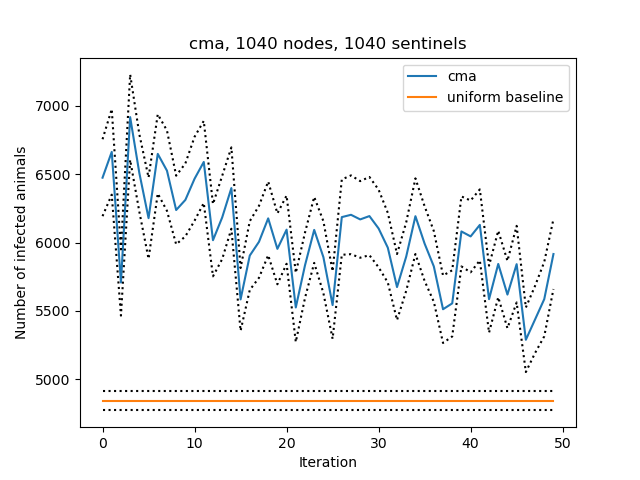 cma, 1040 nodes, 1040 sentinels
cma
uniform baseline
Number of infected animals
7000
6500
6000
5500
5000
0 10 20 30 40 50
Iteration